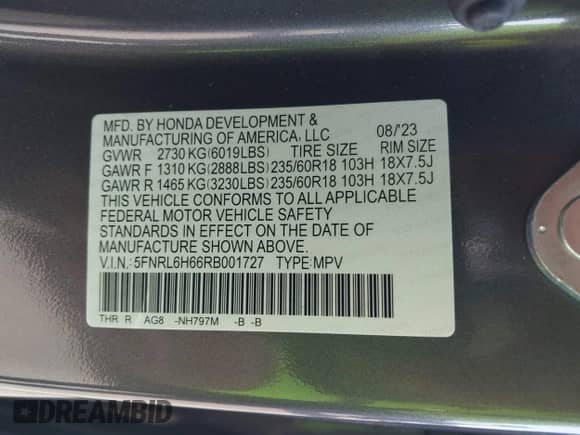 MFD. BY HONDA DEVELOPMENT &
MANUFACTURING OF AMERICA, LLC 08/'23
GVWR 2730 KG(6019LBS) TIRE SIZE RIM SIZE
GAWR F 1310 KG(2888LBS) 235/60R18 103H 18X7.5J
GAWR R 1465 KG(3230LBS) 235/60R18 103H 18X7.5J
THIS VEHICLE CONFORMS TO ALL APPLICABLE
FEDERAL MOTOR VEHICLE SAFETY
STANDARDS IN EFFECT ON THE DATE OF
MANUFACTURE SHOWN ABOVE.
V.I.N.: 5FNRL6H66RB001727 TYPE:MPV
THR R AG8 -NH797M -B -B
DREAMBID